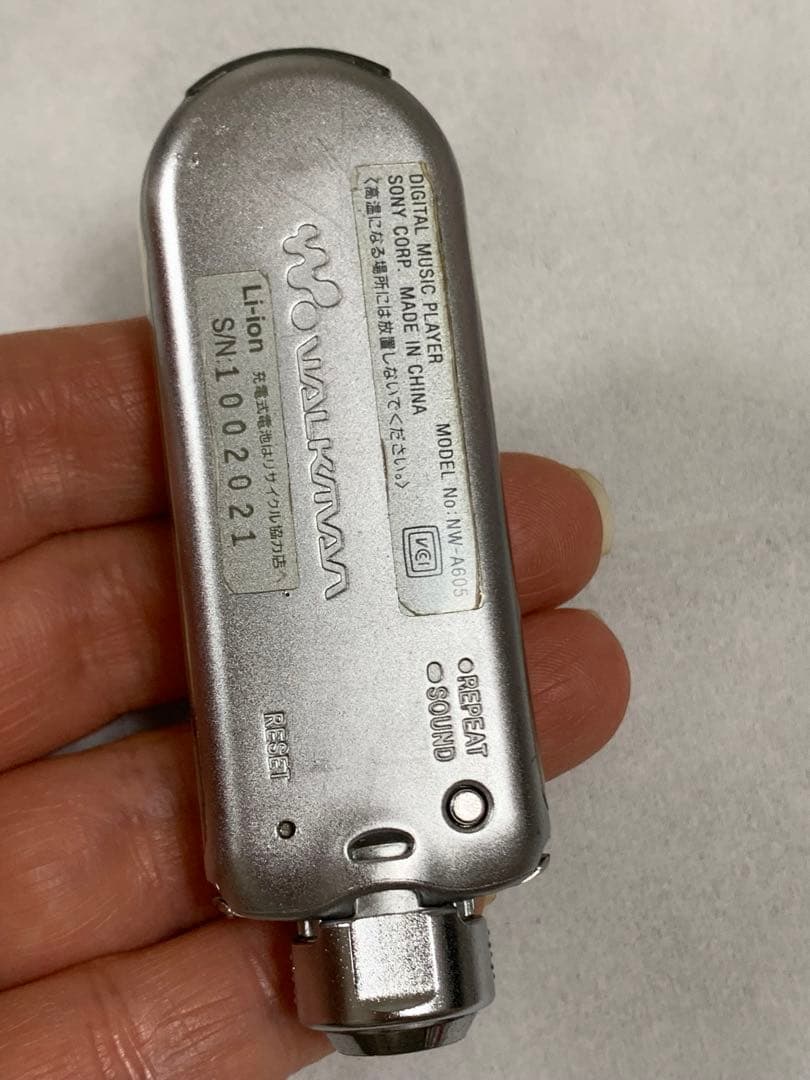 DIGITAL MUSIC PLAYER MODEL No: NW-A605
SONY CORP. MADE IN CHINA
〈高温になる場所には放置しないでください。〉
VCI
WALKMAN
Li-ion 充電式電池はリサイクル協力店へ
S/N:1002021
REPEAT
SOUND
RESET